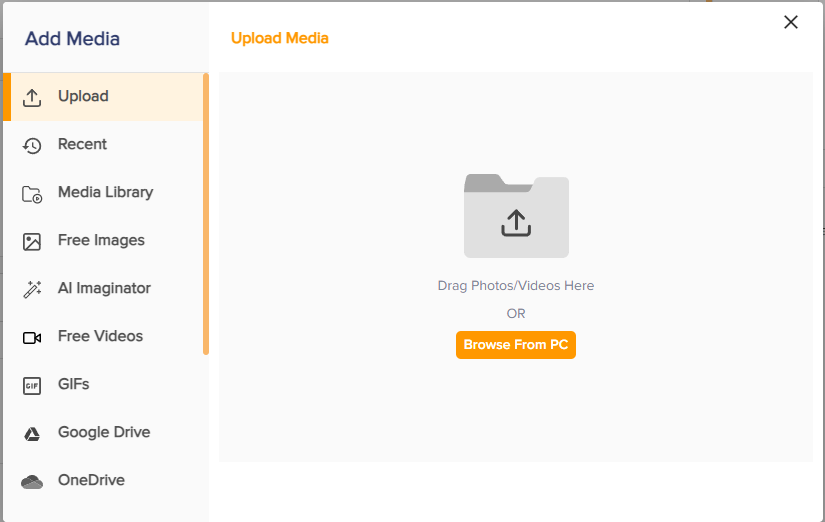 Add Media
Upload
Recent
Media Library
Free Images
AI Imaginator
Free Videos
GIF
GIFs
Google Drive
OneDrive
Upload Media
Drag Photos/Videos Here
OR
Browse From PC